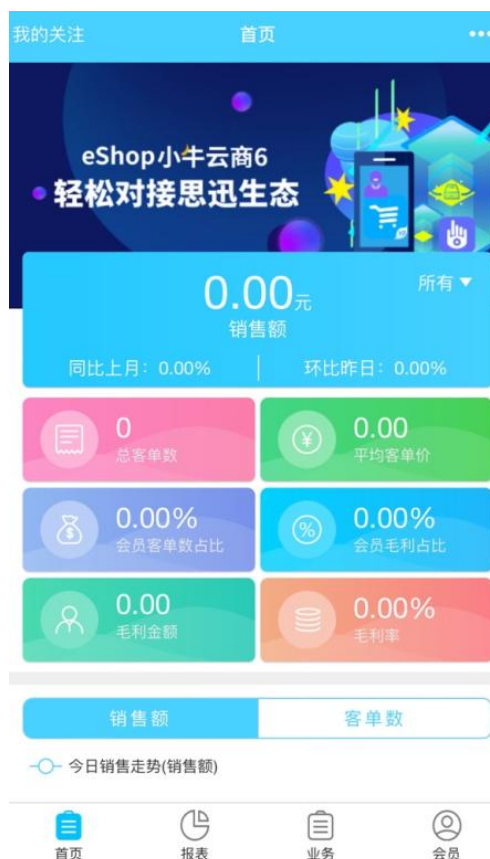 我的关注 首页
eShop小牛云商6
轻松对接思迅生态
0.00元 所有
销售额
同比上月：0.00% 环比昨日：0.00%
0 0.00
总客单数 平均客单价
0.00% 0.00%
会员客单数占比 会员毛利占比
0.00 0.00%
毛利金额 毛利率
销售额 客单数
今日销售走势(销售额)
首页 报表 业务 会员